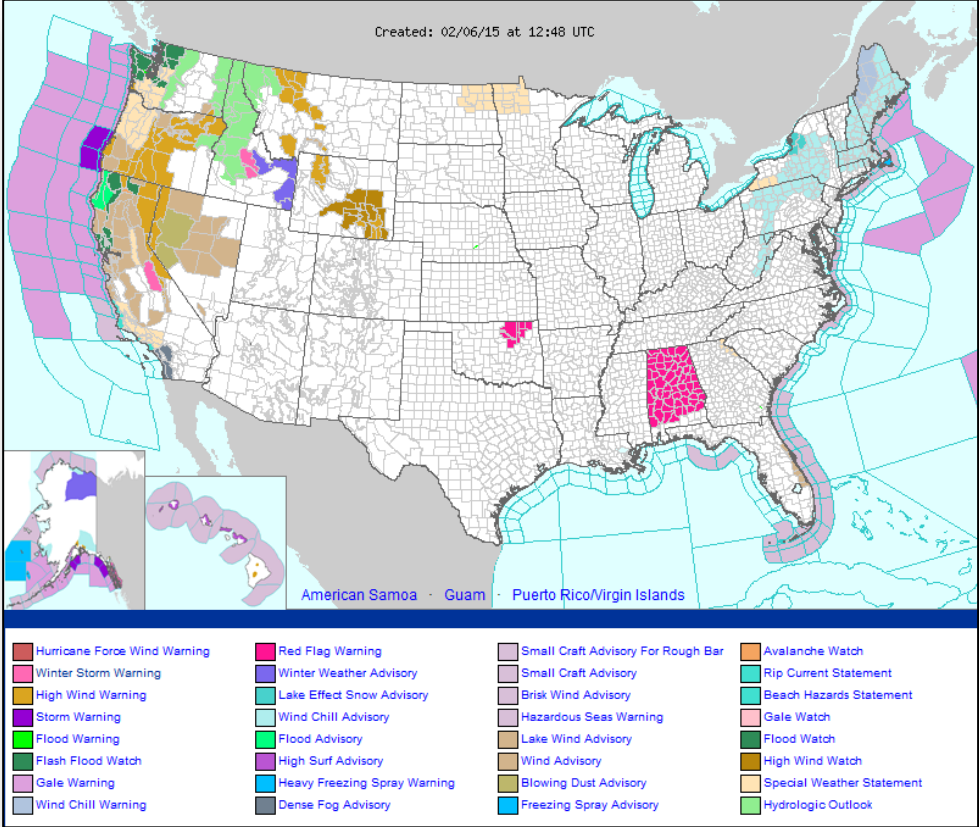 Created: 02/06/15 at 12:48 UTC
American Samoa · Guam · Puerto Rico/Virgin Islands
Hurricane Force Wind Warning
Winter Storm Warning
High Wind Warning
Storm Warning
Flood Warning
Flash Flood Watch
Gale Warning
Wind Chill Warning
Red Flag Warning
Winter Weather Advisory
Lake Effect Snow Advisory
Wind Chill Advisory
Flood Advisory
High Surf Advisory
Heavy Freezing Spray Warning
Dense Fog Advisory
Small Craft Advisory For Rough Bar
Small Craft Advisory
Brisk Wind Advisory
Hazardous Seas Warning
Lake Wind Advisory
Wind Advisory
Blowing Dust Advisory
Freezing Spray Advisory
Avalanche Watch
Rip Current Statement
Beach Hazards Statement
Gale Watch
Flood Watch
High Wind Watch
Special Weather Statement
Hydrologic Outlook